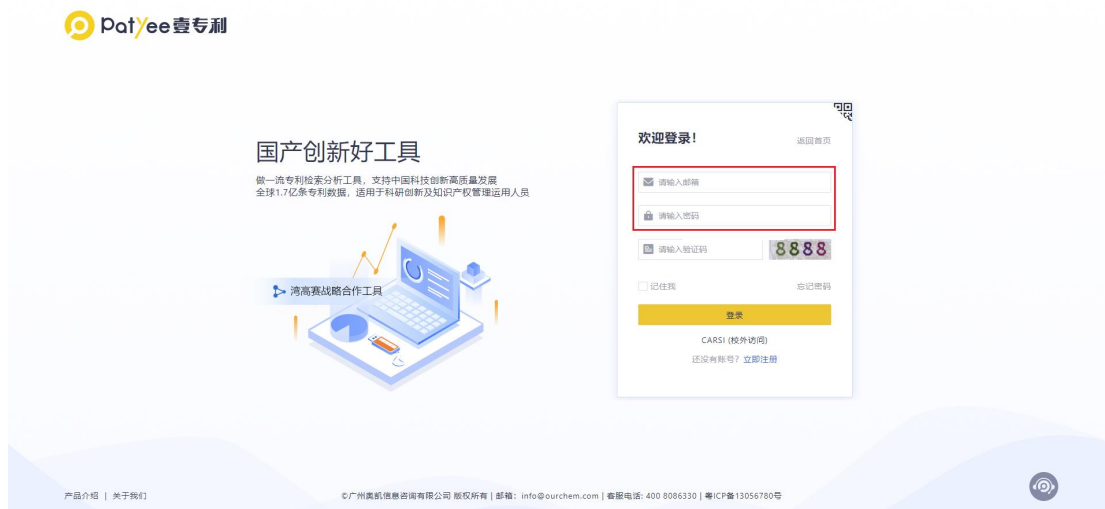 Patyee壹专利
国产创新好工具
做一流专利检索分析工具，支持中国科技创新高质量发展
全球1.7亿条专利数据，适用于科研创新及知识产权管理运用人员
湾高赛战略合作工具
欢迎登录！
返回首页
请输入邮箱
请输入密码
请输入验证码
8888
记住我
忘记密码
登录
CARSI (校外访问)
还没有账号？立即注册
产品介绍 | 关于我们
©广州奥凯信息咨询有限公司 版权所有 | 邮箱：info@ourchem.com | 客服电话: 400 8086330 | 粤ICP备13056780号